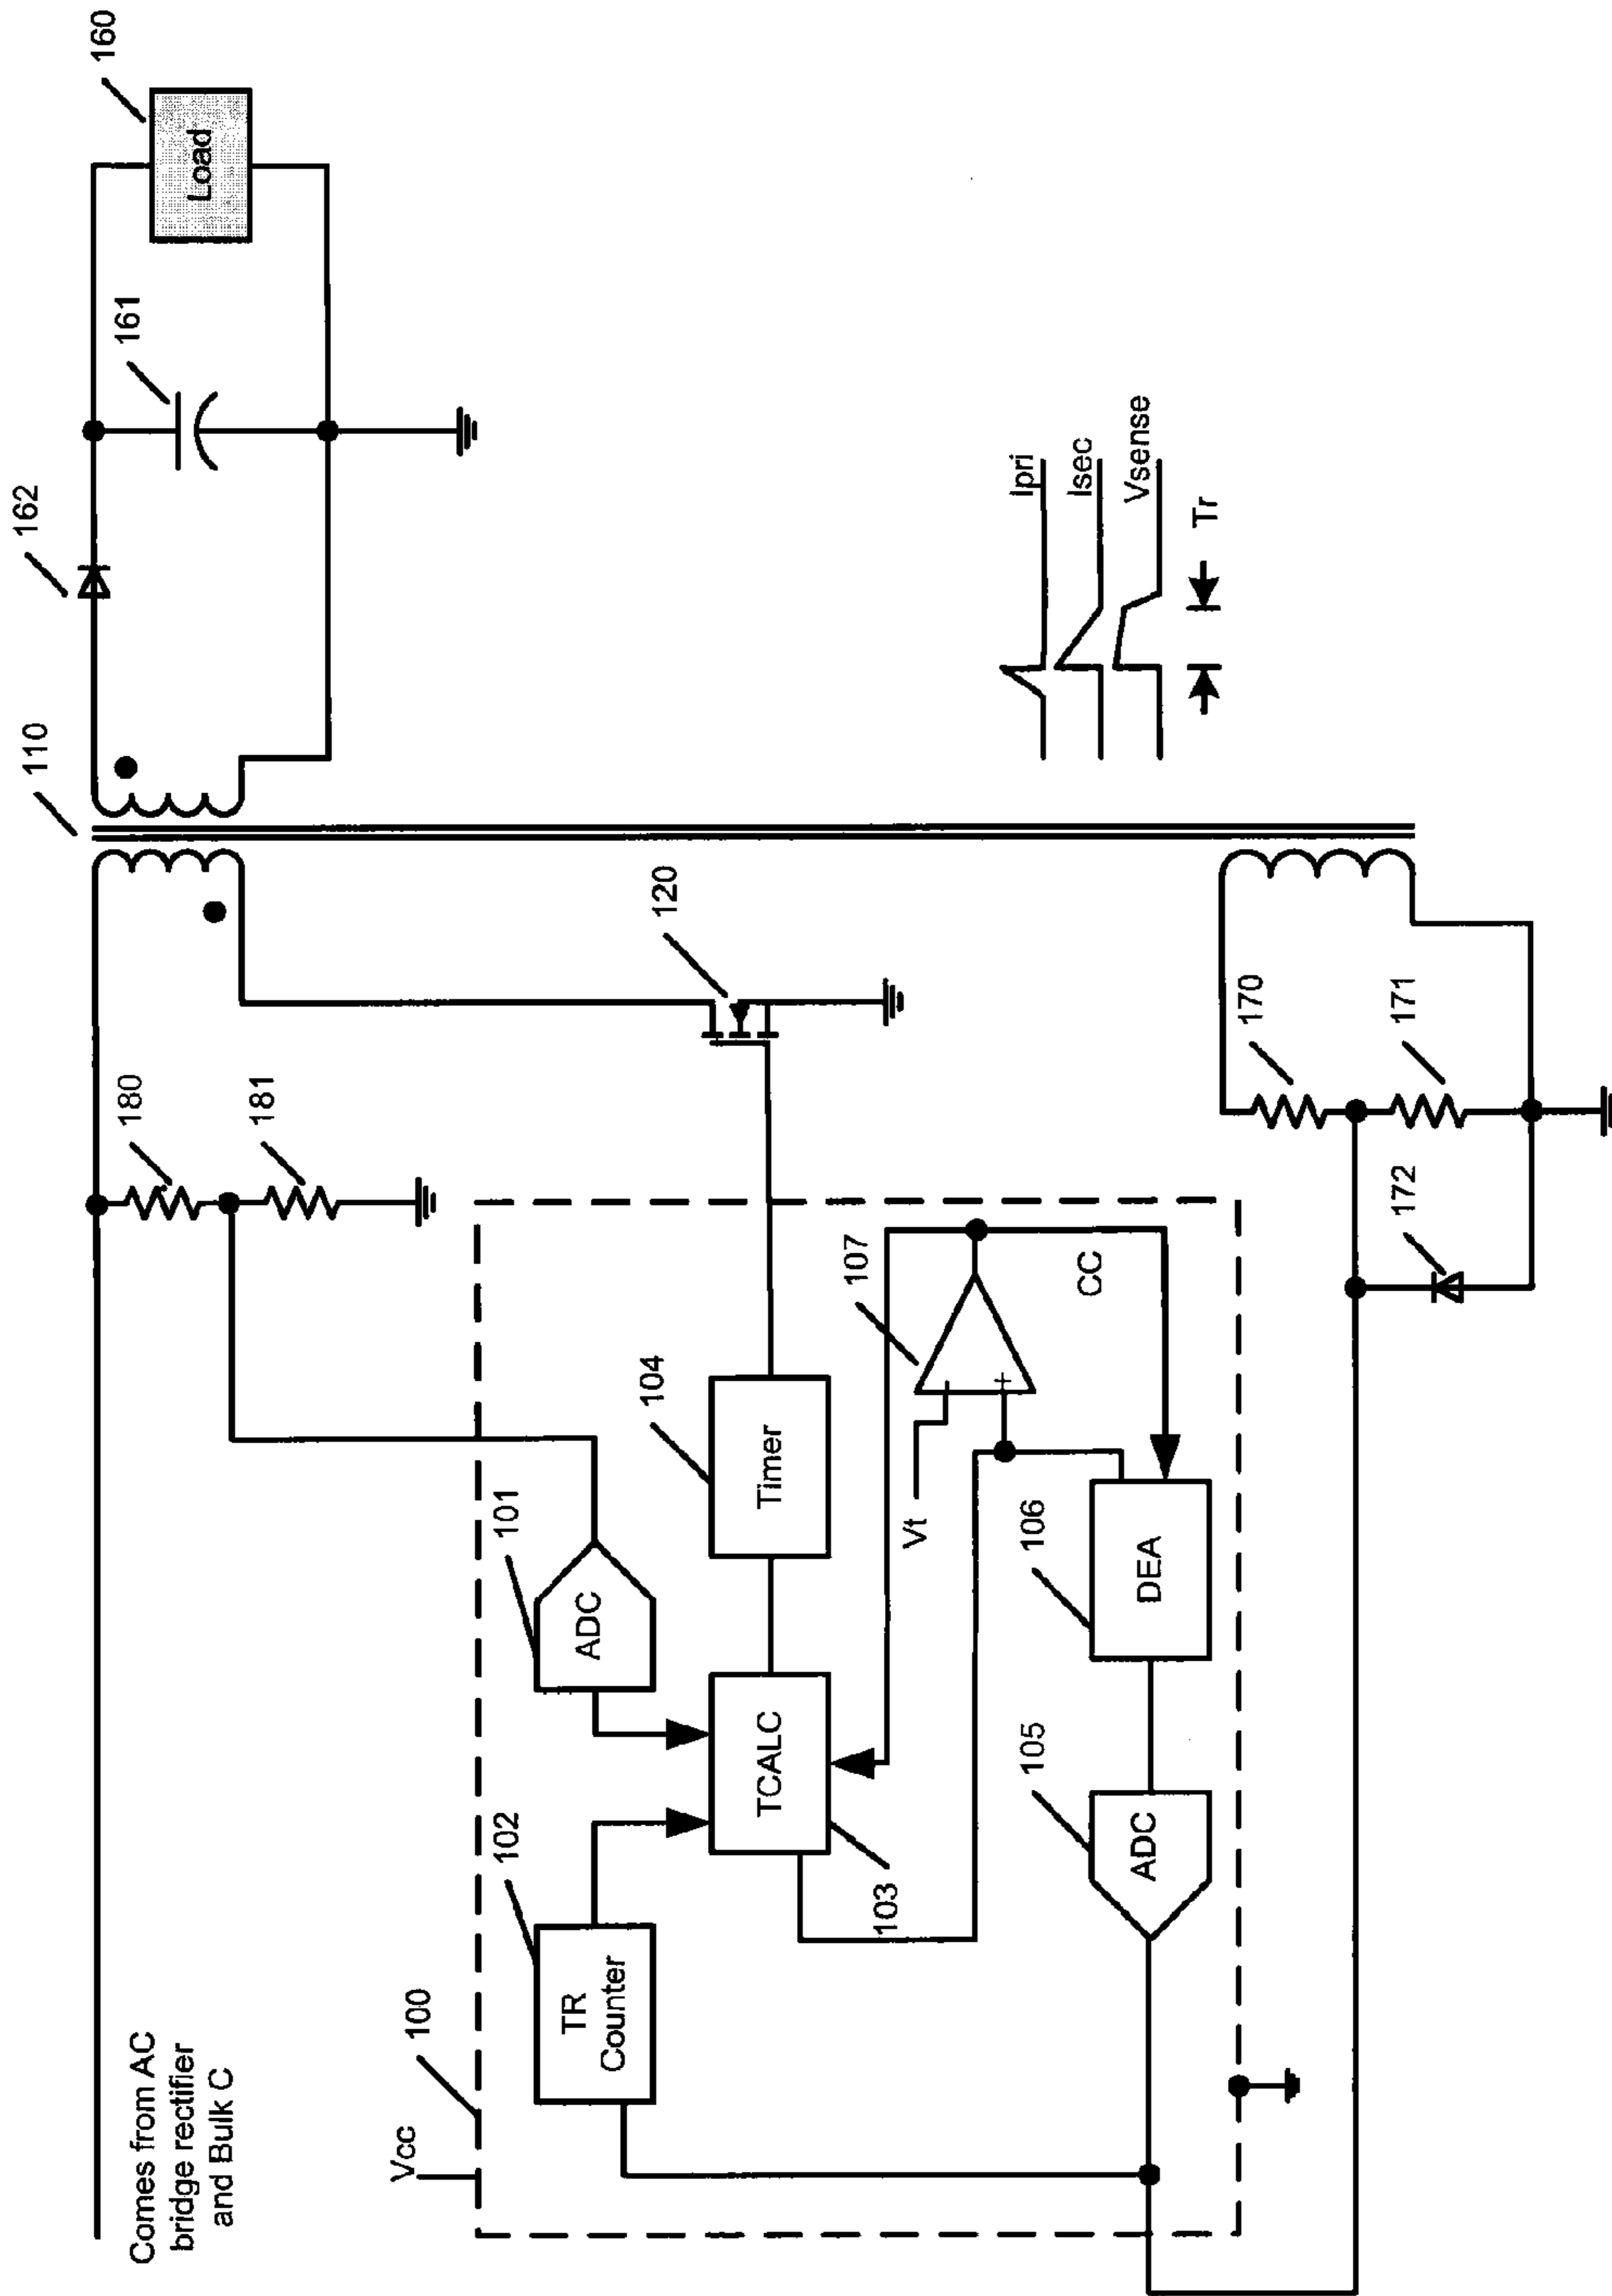 Comes from AC
bridge rectifier
and Bulk C
Vcc
100
180
181
110
162
161
160
Load
TR
Counter
102
ADC
101
TCALC
103
Timer
104
120
Vt
-
+
107
CC
ADC
105
DEA
106
172
170
171
Ipri
Isec
Vsense
Tr